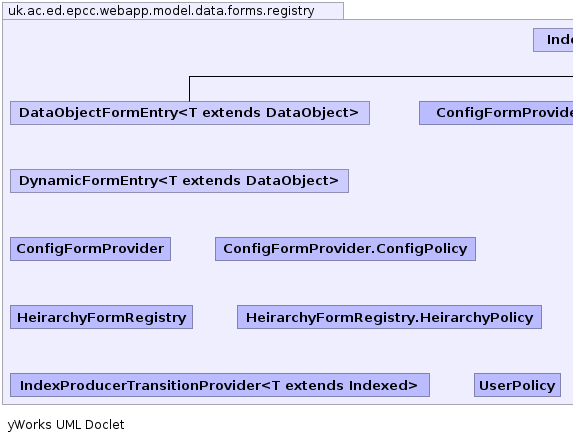 uk.ac.ed.epcc.webapp.model.data.forms.registry
Inde
DataObjectFormEntry<T extends DataObject>
ConfigFormProvide
DynamicFormEntry<T extends DataObject>
ConfigFormProvider
ConfigFormProvider.ConfigPolicy
HeirarchyFormRegistry
HeirarchyFormRegistry.HeirarchyPolicy
IndexProducerTransitionProvider<T extends Indexed>
UserPolicy
yWorks UML Doclet